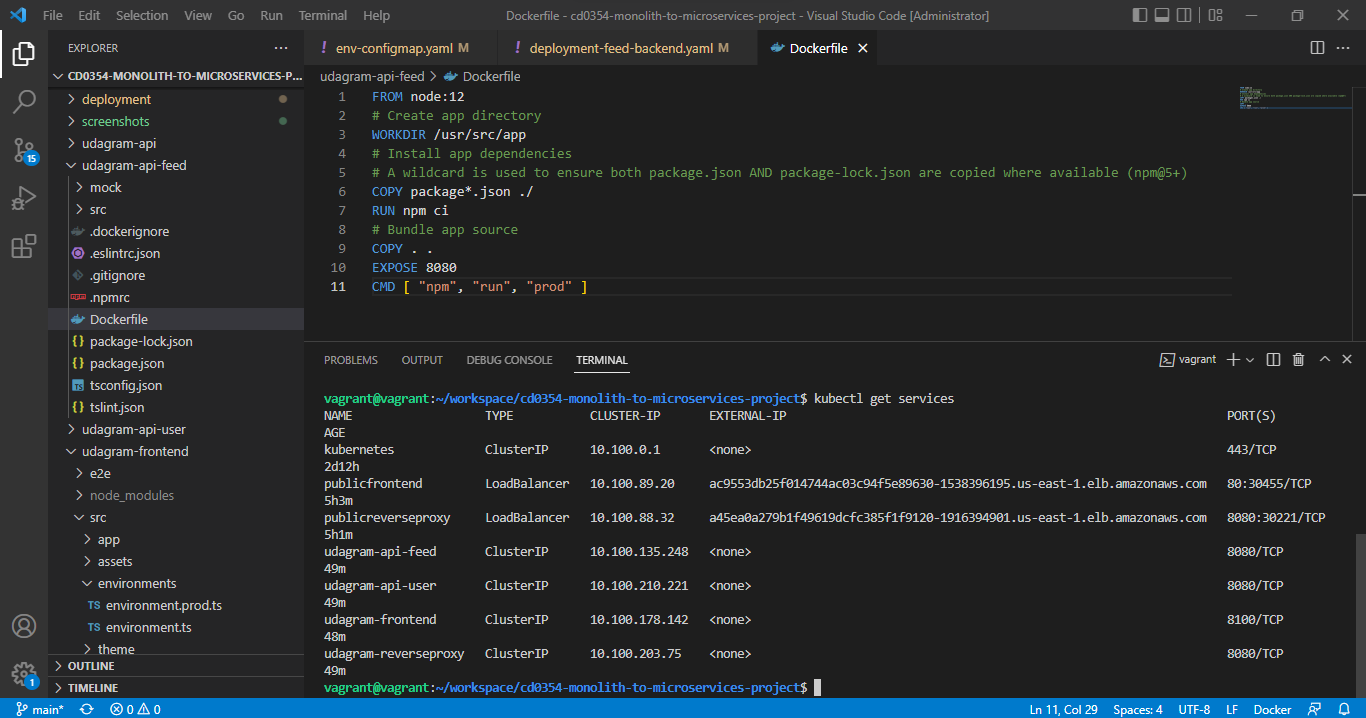 File Edit Selection View Go Run Terminal Help
Dockerfile - cd0354-monolith-to-microservices-project - Visual Studio Code [Administrator]
EXPLORER
CD0354-MONOLITH-TO-MICROSERVICES-P...
deployment
screenshots
udagram-api
udagram-api-feed
mock
src
.dockerignore
.eslintrc.json
.gitignore
.npmrc
Dockerfile
package-lock.json
package.json
tsconfig.json
tslint.json
udagram-api-user
udagram-frontend
e2e
node_modules
src
app
assets
environments
TS environment.prod.ts
TS environment.ts
theme
OUTLINE
TIMELINE
15
1
! env-configmap.yaml M
! deployment-feed-backend.yaml M
Dockerfile
udagram-api-feed > Dockerfile
1 FROM node:12
2 # Create app directory
3 WORKDIR /usr/src/app
4 # Install app dependencies
5 # A wildcard is used to ensure both package.json AND package-lock.json are copied where available (npm@5+)
6 COPY package*.json ./
7 RUN npm ci
8 # Bundle app source
9 COPY . .
10 EXPOSE 8080
11 CMD [ "npm", "run", "prod" ]
PROBLEMS OUTPUT DEBUG CONSOLE TERMINAL
vagrant
vagrant@vagrant:~/workspace/cd0354-monolith-to-microservices-project$ kubectl get services
NAME TYPE CLUSTER-IP EXTERNAL-IP PORT(S)
AGE
kubernetes ClusterIP 10.100.0.1 <none> 443/TCP
2d12h
publicfrontend LoadBalancer 10.100.89.20 ac9553db25f014744ac03c94f5e89630-1538396195.us-east-1.elb.amazonaws.com 80:30455/TCP
5h3m
publicreverseproxy LoadBalancer 10.100.88.32 a45ea0a279b1f49619dcfc385f1f9120-1916394901.us-east-1.elb.amazonaws.com 8080:30221/TCP
5h1m
udagram-api-feed ClusterIP 10.100.135.248 <none> 8080/TCP
49m
udagram-api-user ClusterIP 10.100.210.221 <none> 8080/TCP
49m
udagram-frontend ClusterIP 10.100.178.142 <none> 8100/TCP
48m
udagram-reverseproxy ClusterIP 10.100.203.75 <none> 8080/TCP
49m
vagrant@vagrant:~/workspace/cd0354-monolith-to-microservices-project$
main* 0 0
Ln 11, Col 29 Spaces: 4 UTF-8 LF Docker